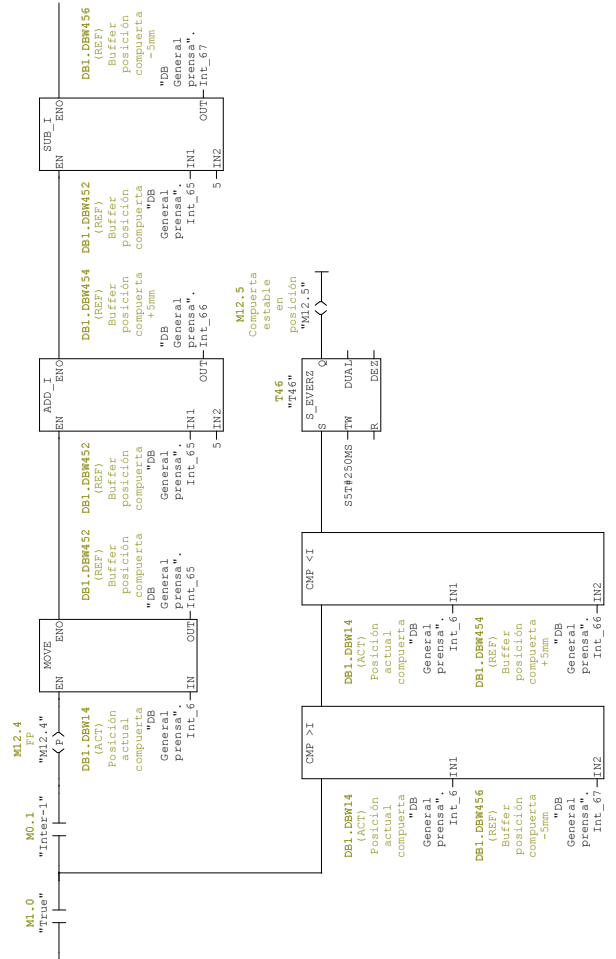 M1.0
"True"
M0.1
"Inter-1"
M12.4
FP
"M12.4"
P
MOVE
EN
ENO
DB1.DBW14
(ACT)
Posición
actual
compuerta
"DB
General
prensa".
Int_6
IN
OUT
DB1.DBW452
(REF)
Buffer
posición
compuerta
"DB
General
prensa".
Int_65
ADD_I
EN
ENO
DB1.DBW452
(REF)
Buffer
posición
compuerta
"DB
General
prensa".
Int_65
IN1
5
IN2
OUT
DB1.DBW454
(REF)
Buffer
posición
compuerta
+5mm
"DB
General
prensa".
Int_66
SUB_I
EN
ENO
DB1.DBW452
(REF)
Buffer
posición
compuerta
"DB
General
prensa".
Int_65
IN1
5
IN2
OUT
DB1.DBW456
(REF)
Buffer
posición
compuerta
-5mm
"DB
General
prensa".
Int_67
CMP >I
DB1.DBW14
(ACT)
Posición
actual
compuerta
"DB
General
prensa".
Int_6
IN1
DB1.DBW456
(REF)
Buffer
posición
compuerta
-5mm
"DB
General
prensa".
Int_67
IN2
CMP <I
DB1.DBW14
(ACT)
Posición
actual
compuerta
"DB
General
prensa".
Int_6
IN1
DB1.DBW454
(REF)
Buffer
posición
compuerta
+5mm
"DB
General
prensa".
Int_66
IN2
T46
"T46"
S_EVERZ
S
Q
S5T#250MS
TW
DUAL
R
DEZ
M12.5
Compuerta
estable
en
posición
"M12.5"